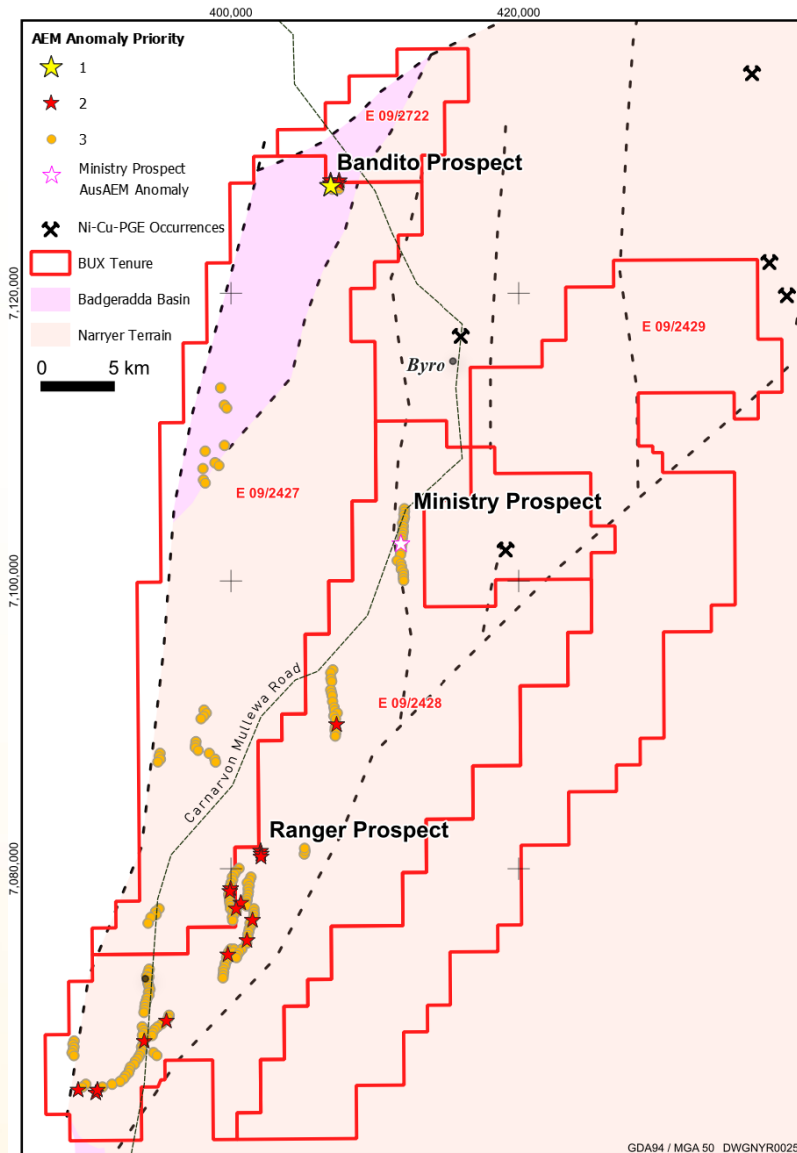 400,000
420,000
AEM Anomaly Priority
1
2
3
Ministry Prospect
AusAEM Anomaly
Ni-Cu-PGE Occurrences
BUX Tenure
Badgeradda Basin
Narryer Terrain
0 5 km
E 09/2722
Bandito Prospect
7,120,000
E 09/2429
Byro
E 09/2427
Ministry Prospect
7,100,000
Carnarvon Mullewa Road
E 09/2428
Ranger Prospect
7,080,000
GDA94 / MGA 50 DWGNYR0025